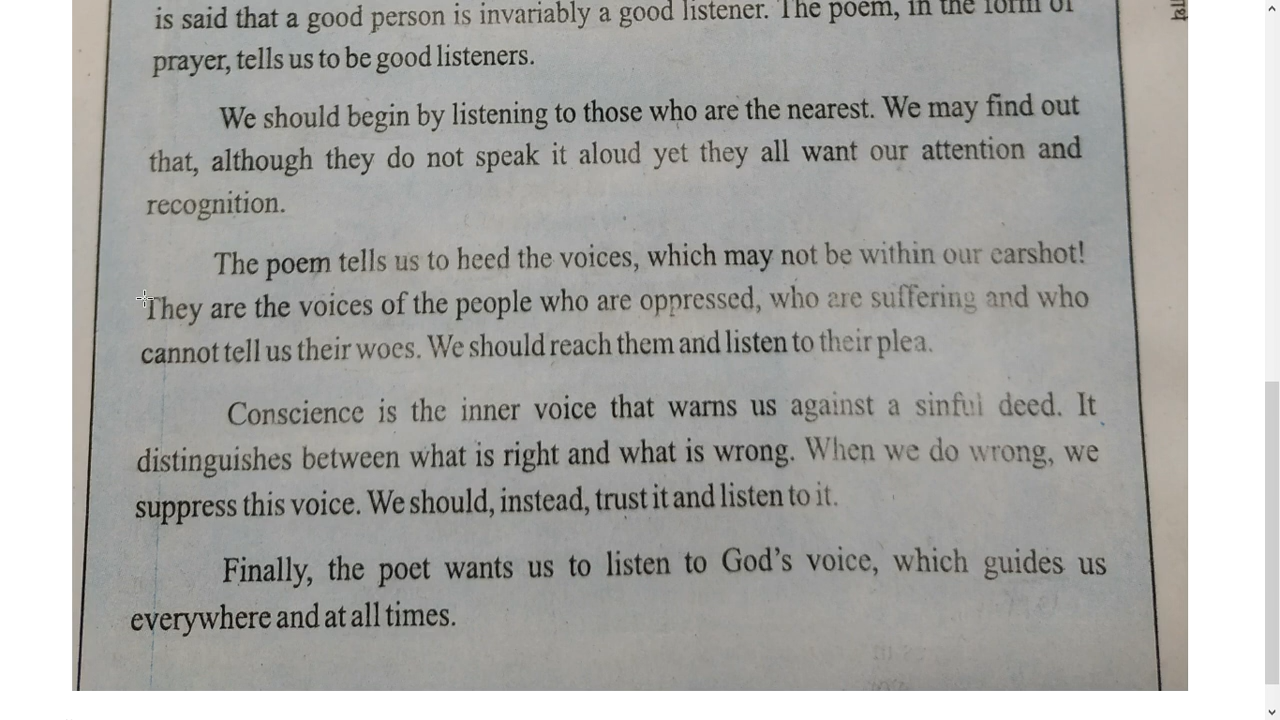 is said that a good person is invariably a good listener. The poem, in the form of
prayer, tells us to be good listeners.
We should begin by listening to those who are the nearest. We may find out
that, although they do not speak it aloud yet they all want our attention and
recognition.
The poem tells us to heed the voices, which may not be within our earshot!
They are the voices of the people who are oppressed, who are suffering and who
cannot tell us their woes. We should reach them and listen to their plea.
Conscience is the inner voice that warns us against a sinful deed. It
distinguishes between what is right and what is wrong. When we do wrong, we
suppress this voice. We should, instead, trust it and listen to it.
Finally, the poet wants us to listen to God's voice, which guides us
everywhere and at all times.